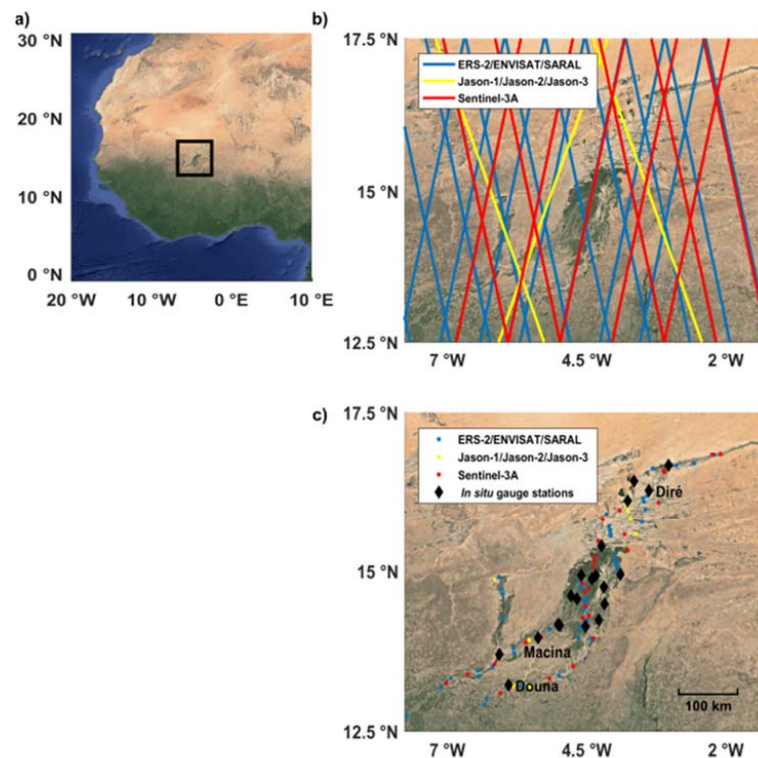 a)
30 °N
20 °N
10 °N
0 °N
20 °W 10 °W 0 °E 10 °E
b)
17.5 °N
15 °N
12.5 °N
ERS-2/ENVISAT/SARAL
Jason-1/Jason-2/Jason-3
Sentinel-3A
7 °W 4.5 °W 2 °W
c)
17.5 °N
15 °N
12.5 °N
ERS-2/ENVISAT/SARAL
Jason-1/Jason-2/Jason-3
Sentinel-3A
In situ gauge stations
Diré
Macina
Douna
100 km
7 °W 4.5 °W 2 °W